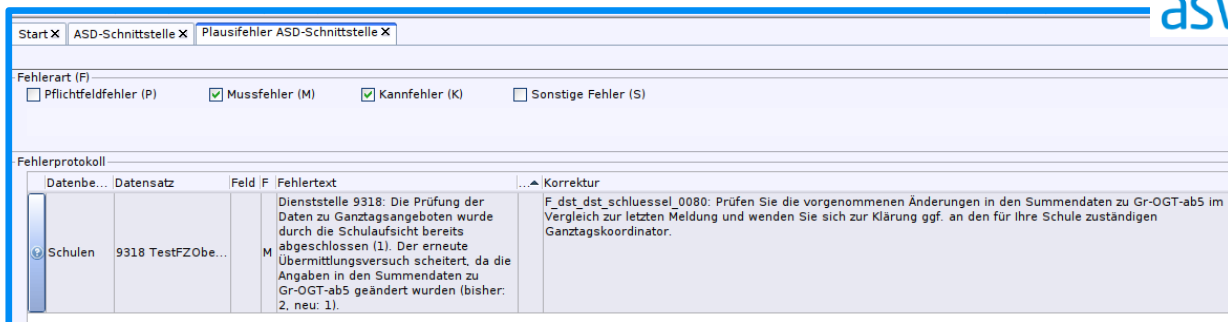 asv
Start X ASD-Schnittstelle X Plausifehler ASD-Schnittstelle X
Fehlerart (F)
Pflichtfeldfehler (P) Mussfehler (M) Kannfehler (K) Sonstige Fehler (S)
Fehlerprotokoll
Datenbe... Datensatz Feld F Fehlertext ... Korrektur
Schulen 9318 TestFZObe... M
Dienststelle 9318: Die Prüfung der
Daten zu Ganztagsangeboten wurde
durch die Schulaufsicht bereits
abgeschlossen (1). Der erneute
Übermittlungsversuch scheitert, da die
Angaben in den Summendaten zu
Gr-OGT-ab5 geändert wurden (bisher:
2, neu: 1).
F_dst_dst_schluessel_0080: Prüfen Sie die vorgenommenen Änderungen in den Summendaten zu Gr-OGT-ab5 im
Vergleich zur letzten Meldung und wenden Sie sich zur Klärung ggf. an den für Ihre Schule zuständigen
Ganztagskoordinator.